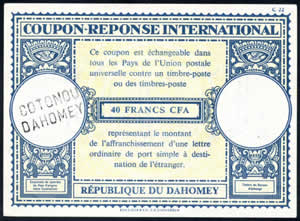 C 22
COUPON-REPONSE INTERNATIONAL
Ce coupon est échangeable dans
tous les Pays de l'Union postale
universelle contre un timbre-poste
ou des timbres-poste
COTONOU
DAHOMEY
40 FRANCS CFA
représentant le montant
de l'affranchissement d'une lettre
ordinaire de port simple à desti-
nation de l'étranger.
RÉPUBLIQUE DU DAHOMEY